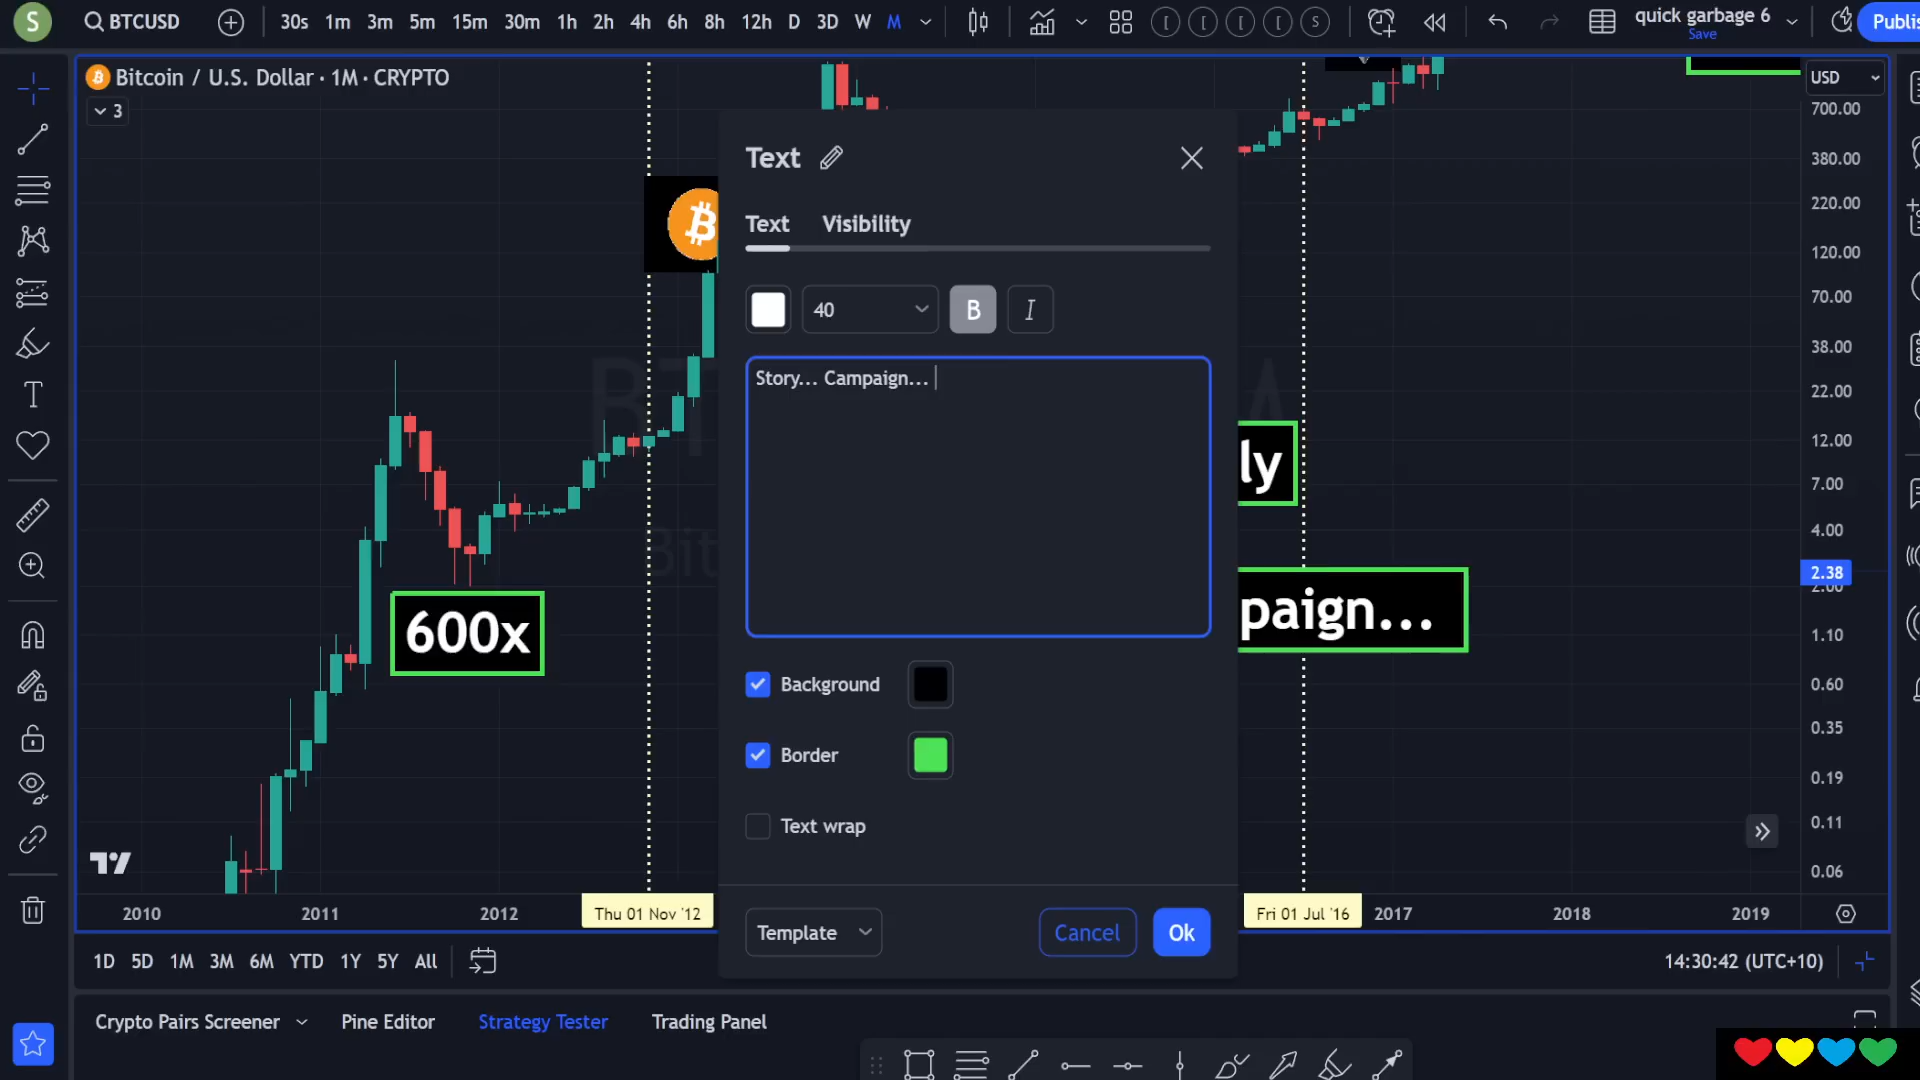 S
BTCUSD
30s 1m 3m 5m 15m 30m 1h 2h 4h 6h 8h 12h D 3D W M
S
quick garbage 6
Save
Publis
Bitcoin / U.S. Dollar · 1M · CRYPTO
3
USD
700.00
380.00
220.00
120.00
70.00
38.00
22.00
12.00
7.00
4.00
2.38
2.00
1.10
0.60
0.35
0.19
0.11
0.06
Text
Text Visibility
40
B I
Story... Campaign...
Background
Border
Text wrap
Template
Cancel
Ok
ly
paign...
600x
2010 2011 2012 Thu 01 Nov '12 Fri 01 Jul '16 2017 2018 2019
1D 5D 1M 3M 6M YTD 1Y 5Y All
14:30:42 (UTC+10)
Crypto Pairs Screener Pine Editor Strategy Tester Trading Panel